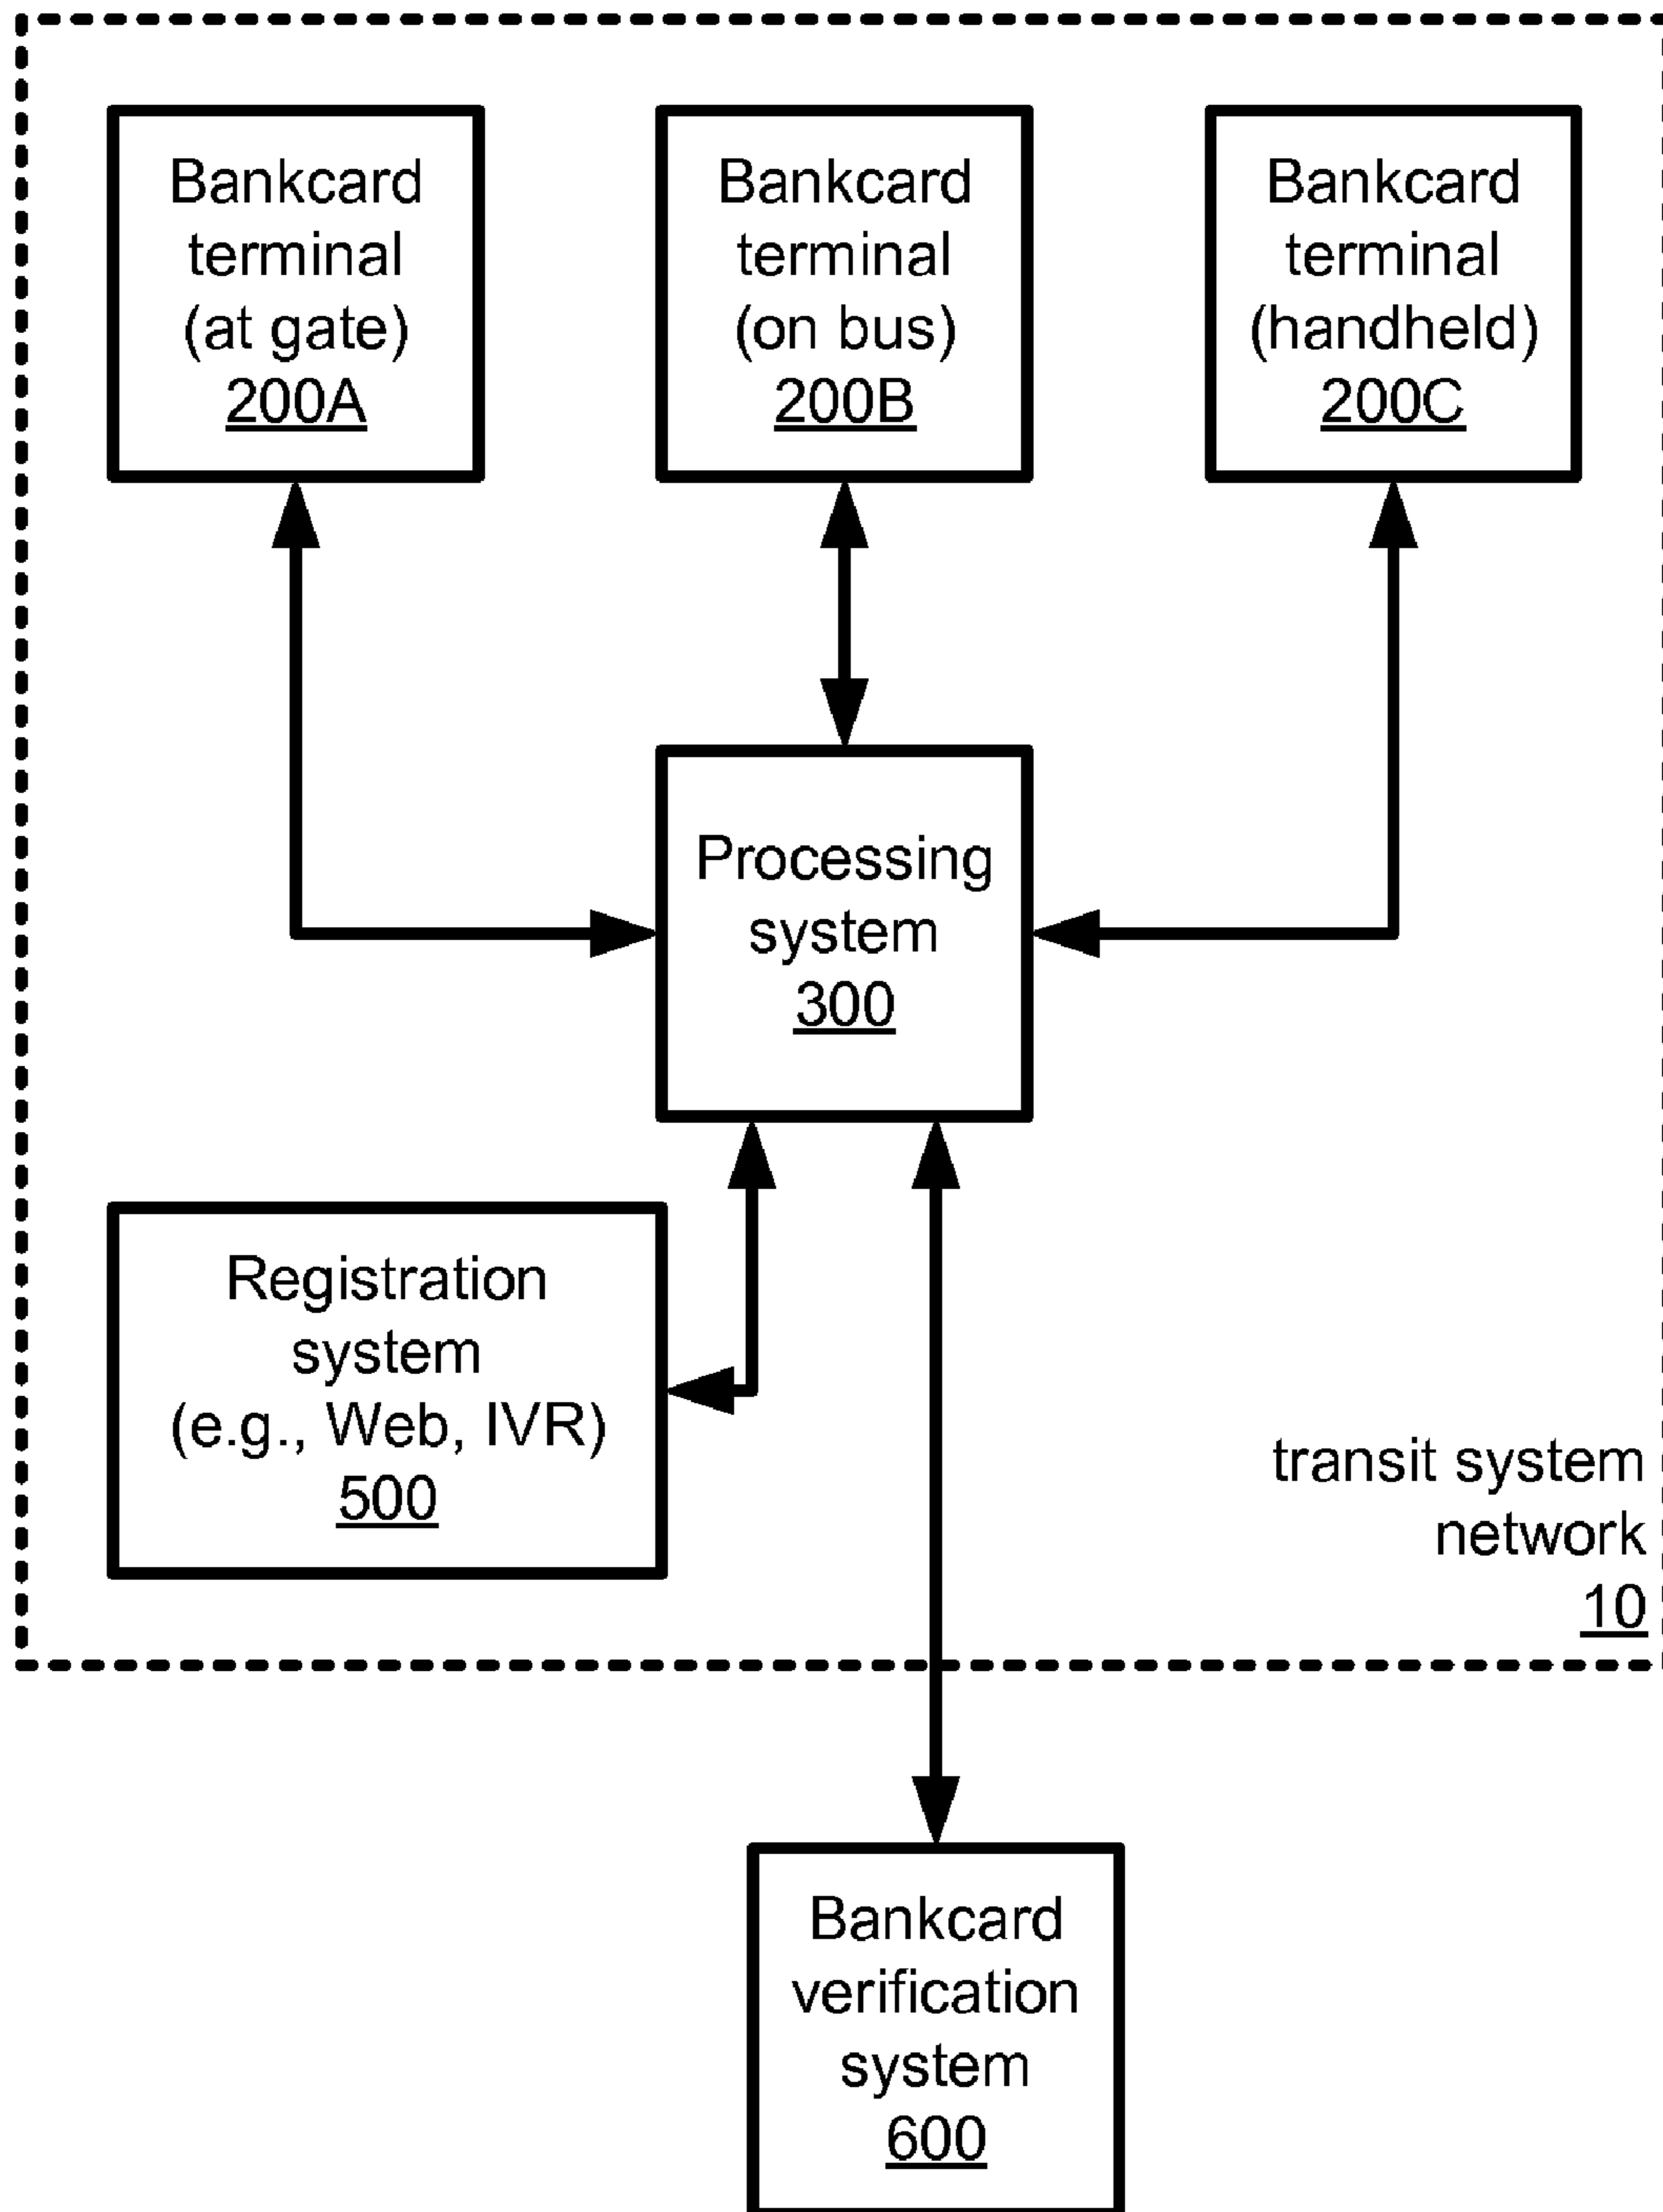 Bankcard
terminal
(at gate)
200A
Bankcard
terminal
(on bus)
200B
Bankcard
terminal
(handheld)
200C
Processing
system
300
Registration
system
(e.g., Web, IVR)
500
transit system
network
10
Bankcard
verification
system
600